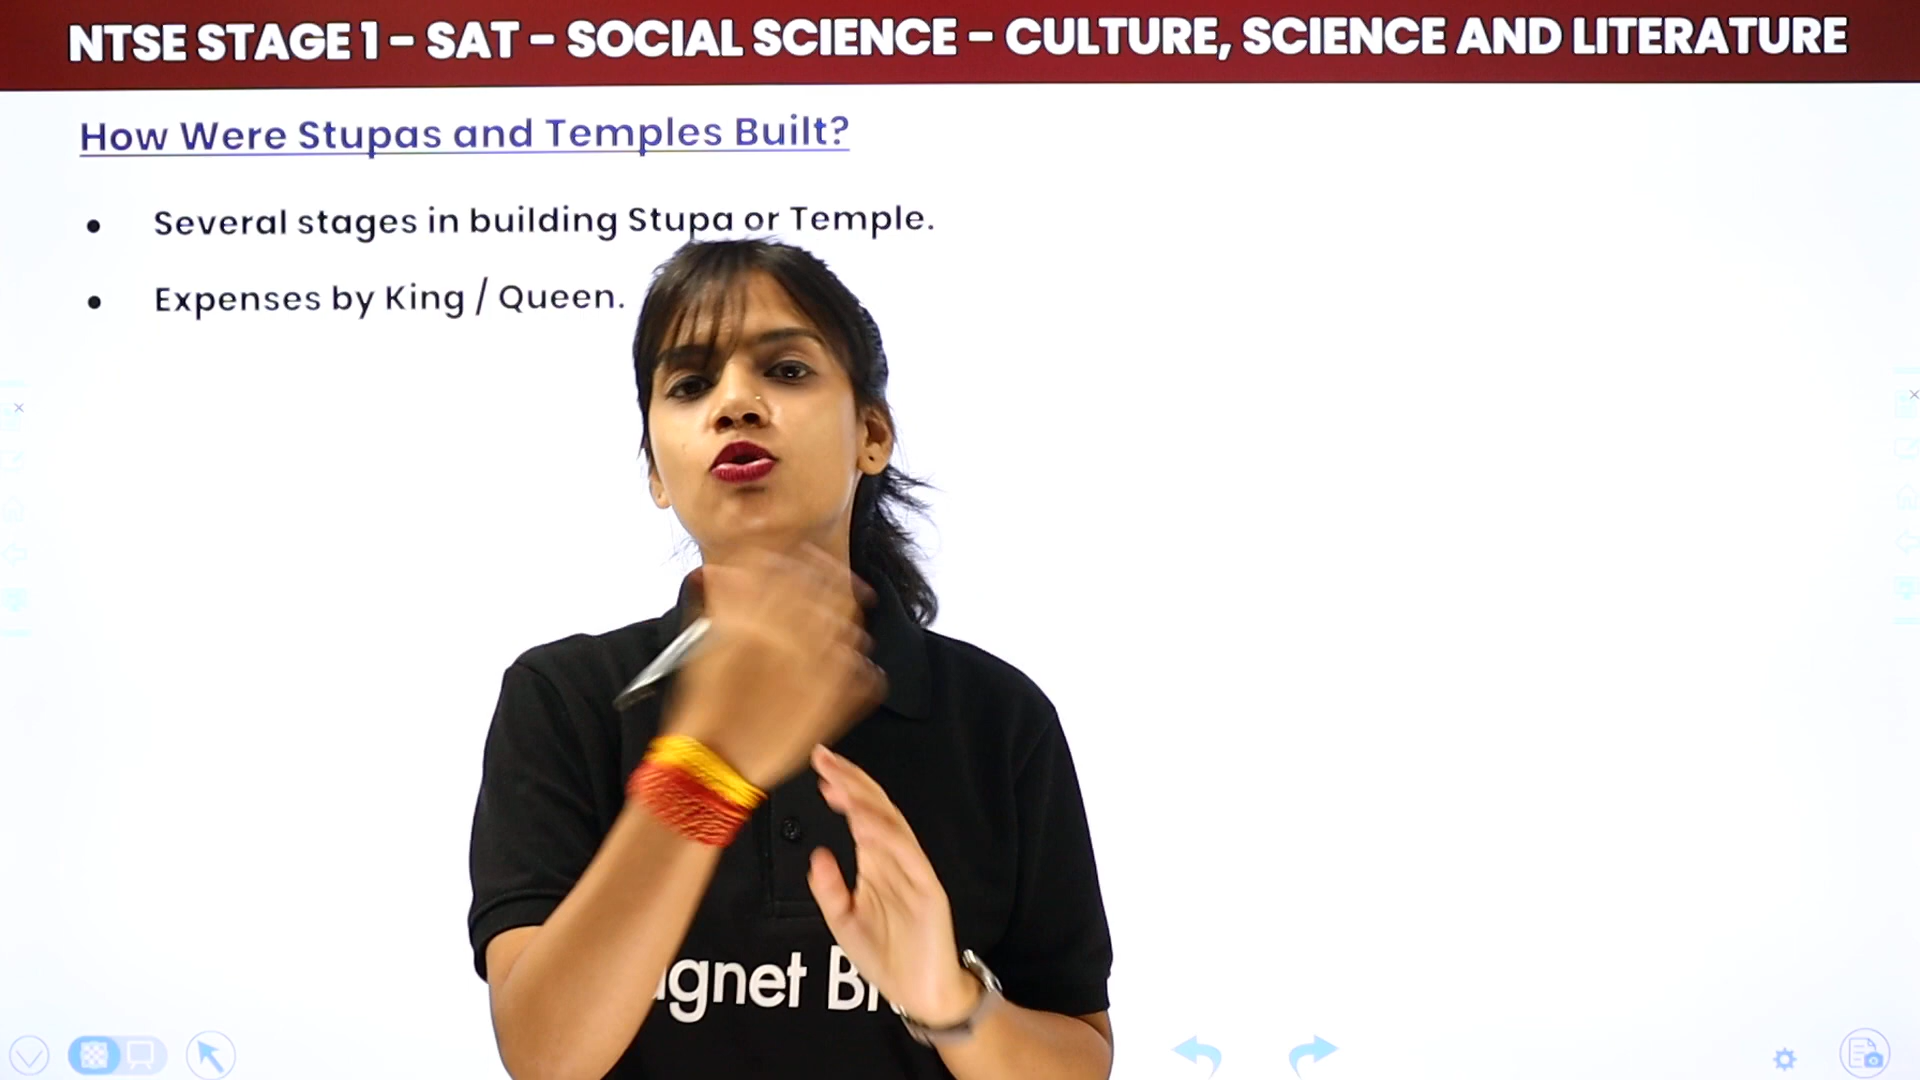 NTSE STAGE 1 – SAT – SOCIAL SCIENCE – CULTURE, SCIENCE AND LITERATURE
How Were Stupas and Temples Built?
• Several stages in building Stupa or Temple.
• Expenses by King / Queen.
gnet